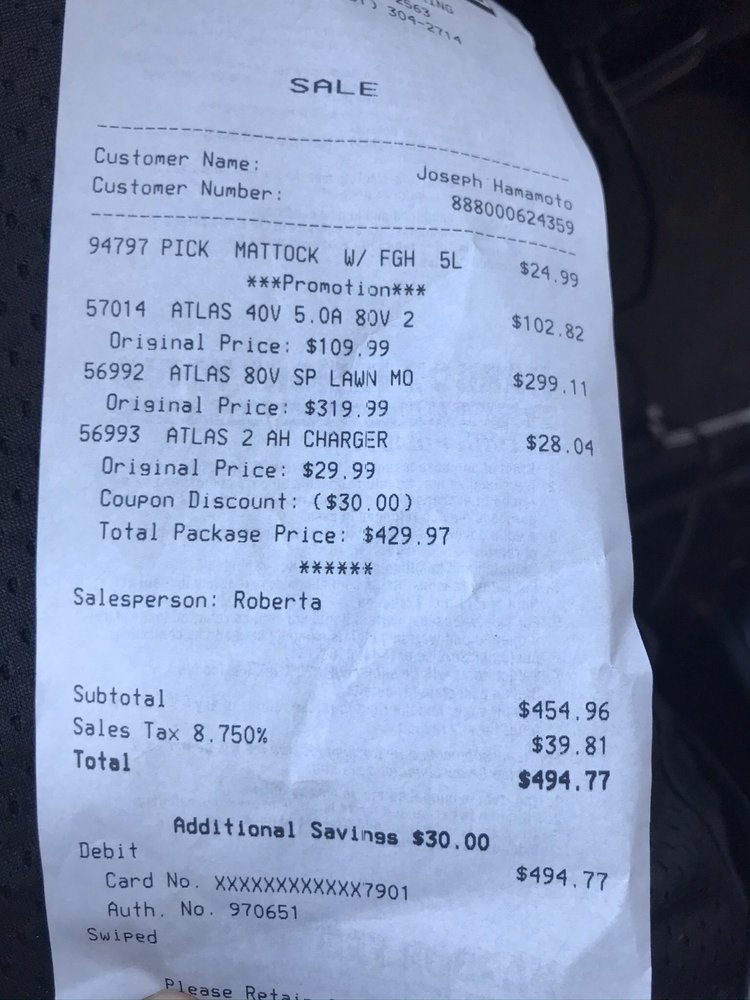 ING
2563
) 304-2714
SALE
Customer Name: Joseph Hamamoto
Customer Number: 888000624359
94797 PICK MATTOCK W/ FGH 5L $24.99
***Promotion***
57014 ATLAS 40V 5.0A 80V 2 $102.82
Original Price: $109.99
56992 ATLAS 80V SP LAWN MO $299.11
Original Price: $319.99
56993 ATLAS 2 AH CHARGER $28.04
Original Price: $29.99
Coupon Discount: ($30.00)
Total Package Price: $429.97
******
Salesperson: Roberta
Subtotal $454.96
Sales Tax 8.750% $39.81
Total $494.77
Additional Savings $30.00
Debit $494.77
Card No. XXXXXXXXXXXX7901
Auth. No. 970651
Swiped
Please Retai